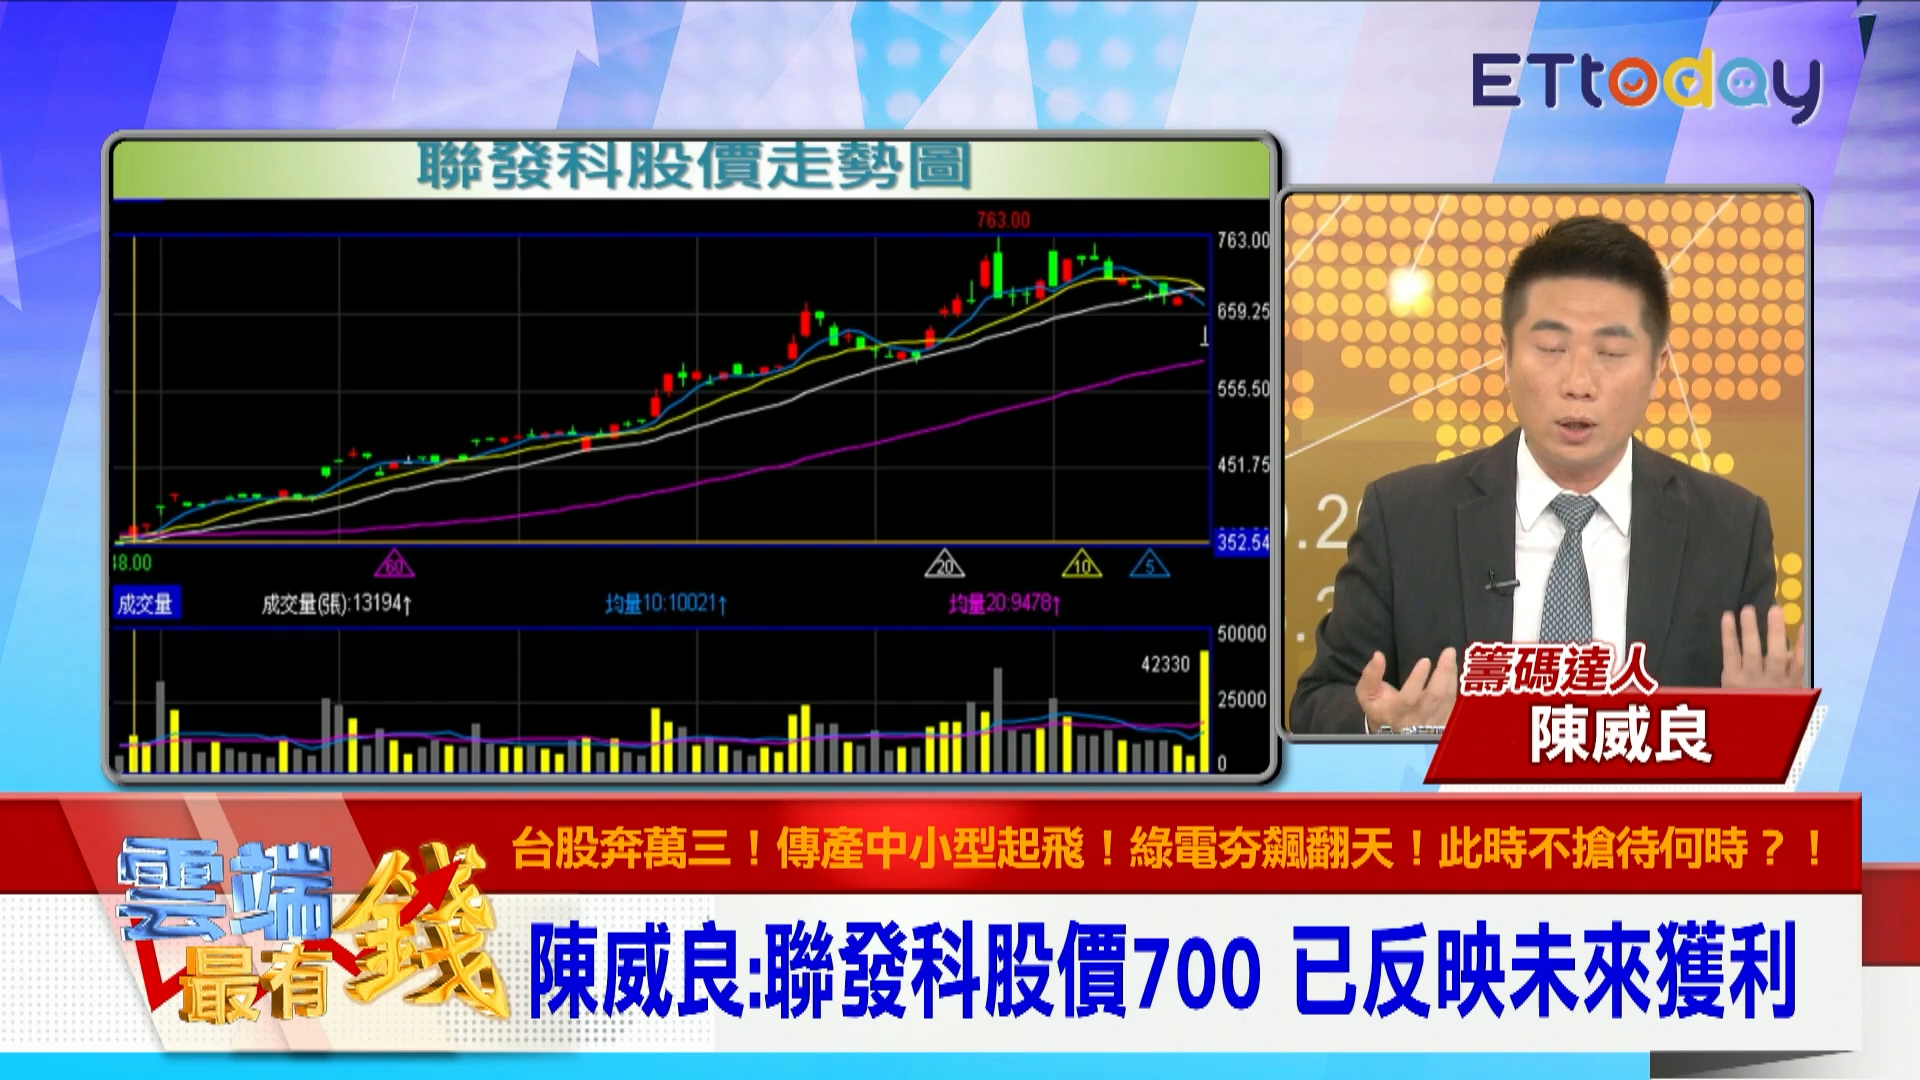 ETtoday
聯發科股價走勢圖
763.00
763.00
659.25
555.50
451.75
352.54
48.00
60
20
10
5
成交量
成交量(張):13194↑
均量10:10021↑
均量20:9478↑
50000
42330
25000
0
籌碼達人
陳威良
台股奔萬三！傳產中小型起飛！綠電夯飆翻天！此時不搶待何時？！
雲端最有錢
陳威良:聯發科股價700 已反映未來獲利